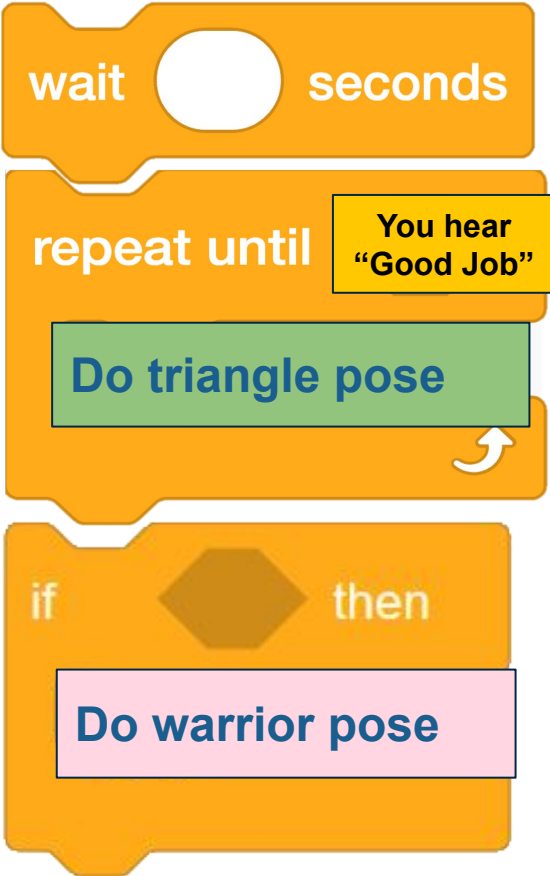 wait seconds
repeat until
You hear
“Good Job”
Do triangle pose
if then
Do warrior pose